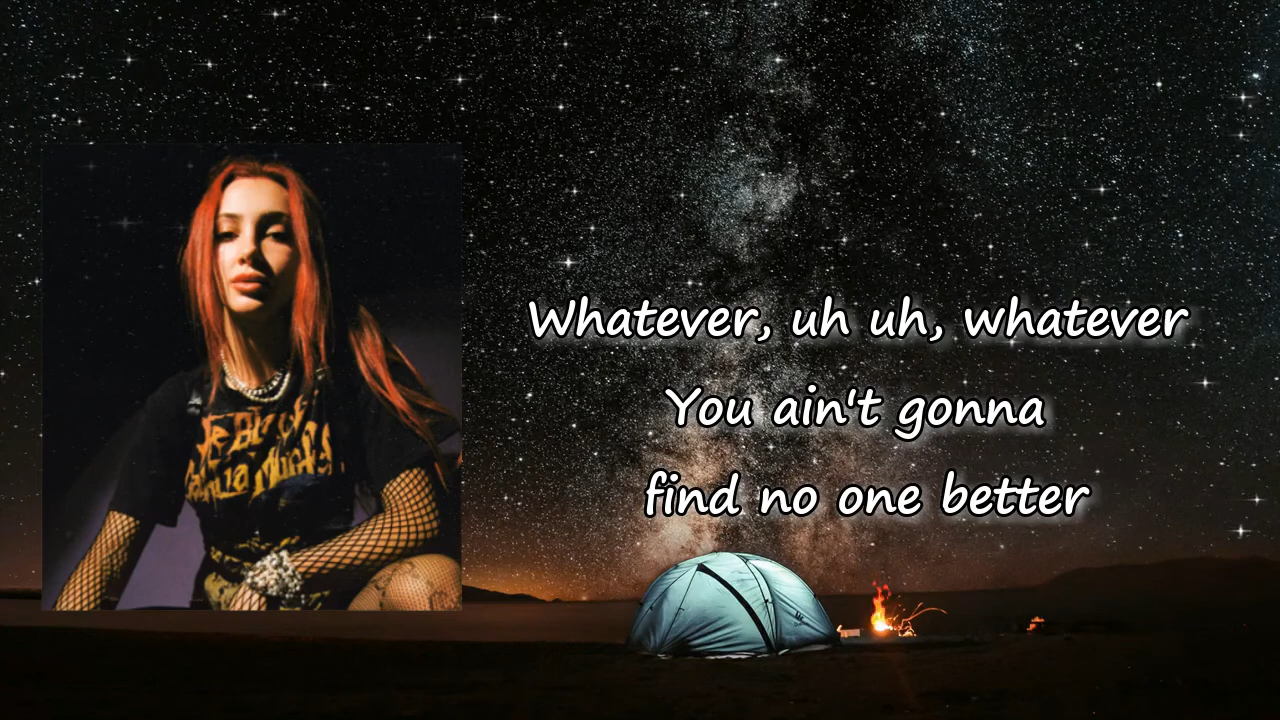 Whatever, uh uh, whatever
You ain't gonna
find no one better